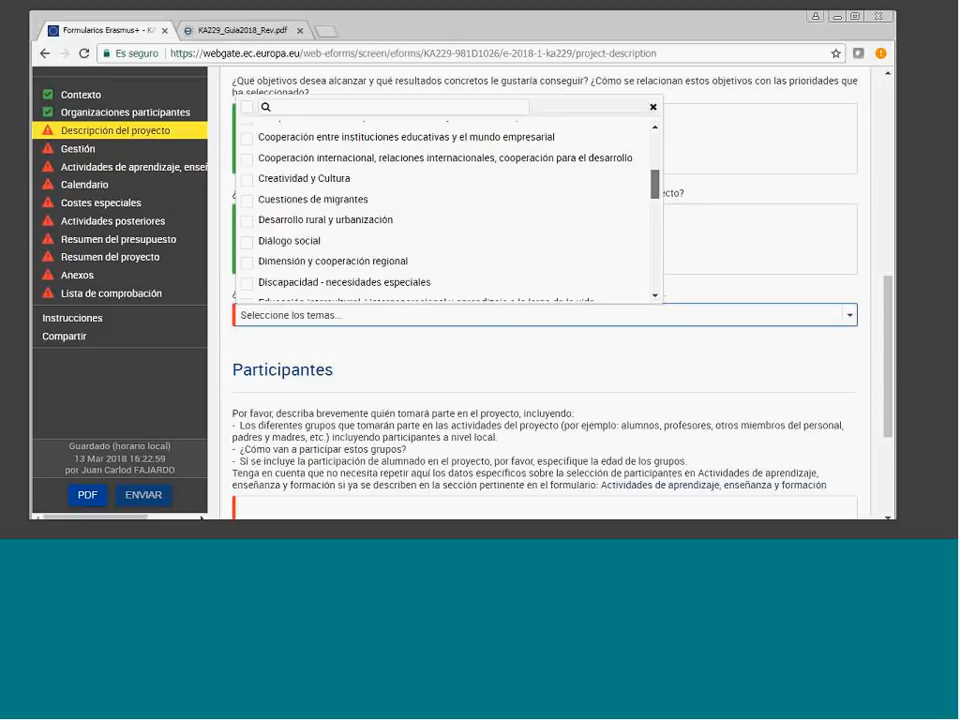 Formularios Erasmus+ - KA
KA229_Guia2018_Rev.pdf
Es seguro
https://webgate.ec.europa.eu/web-eforms/screen/eforms/KA229-981D1026/e-2018-1-ka229/project-description
Contexto
Organizaciones participantes
Descripción del proyecto
Gestión
Actividades de aprendizaje, enseñ
Calendario
Costes especiales
Actividades posteriores
Resumen del presupuesto
Resumen del proyecto
Anexos
Lista de comprobación
Instrucciones
Compartir
Guardado (horario local)
13 Mar 2018 16:22:59
por Juan Carlod FAJARDO
PDF
ENVIAR
¿Qué objetivos desea alcanzar y qué resultados concretos le gustaría conseguir? ¿Cómo se relacionan estos objetivos con las prioridades que
ha seleccionado?
Cooperación entre instituciones educativas y el mundo empresarial
Cooperación internacional, relaciones internacionales, cooperación para el desarrollo
Creatividad y Cultura
Cuestiones de migrantes
Desarrollo rural y urbanización
Diálogo social
Dimensión y cooperación regional
Discapacidad - necesidades especiales
Seleccione los temas...
Participantes
Por favor, describa brevemente quién tomará parte en el proyecto, incluyendo:
- Los diferentes grupos que tomarán parte en las actividades del proyecto (por ejemplo: alumnos, profesores, otros miembros del personal,
padres y madres, etc.) incluyendo participantes a nivel local.
- ¿Cómo van a participar estos grupos?
- Si se incluye la participación de alumnado en el proyecto, por favor, especifique la edad de los grupos.
Tenga en cuenta que no necesita repetir aquí los datos específicos sobre la selección de participantes en Actividades de aprendizaje,
enseñanza y formación si ya se describen en la sección pertinente en el formulario: Actividades de aprendizaje, enseñanza y formación